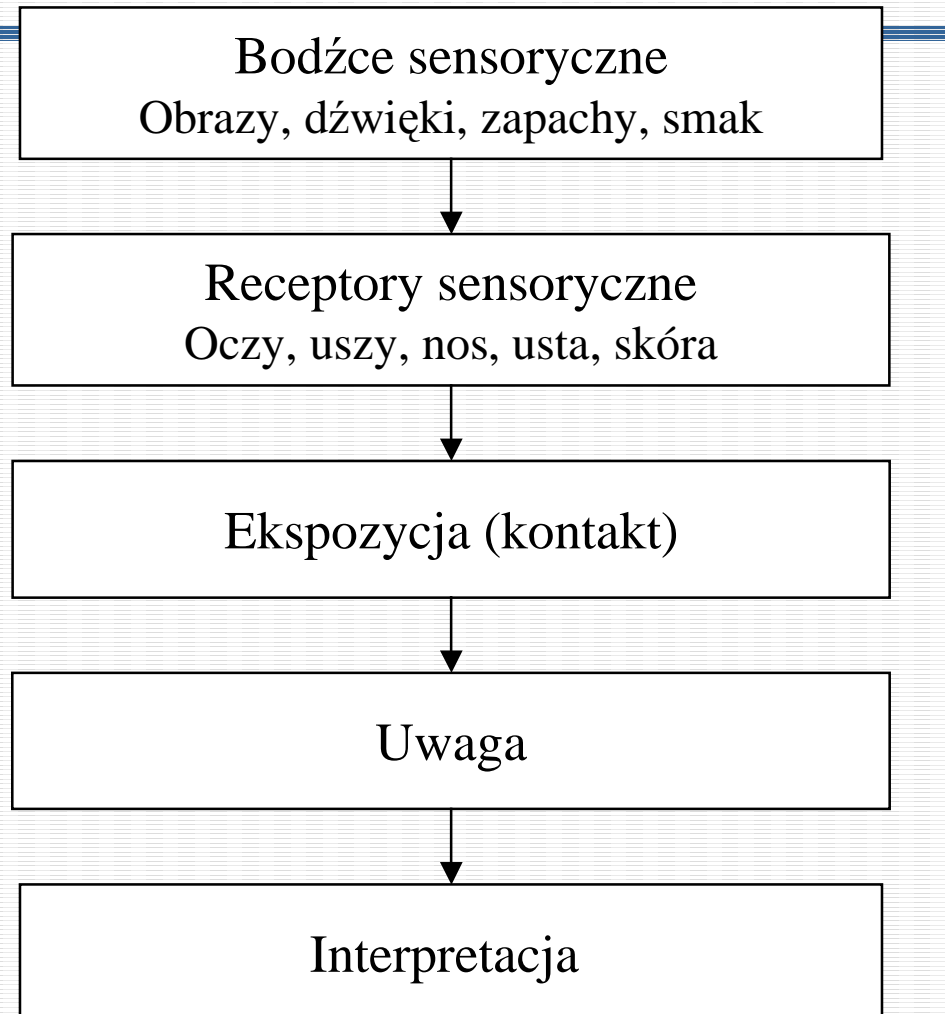 Bodźce sensoryczne
Obrazy, dźwięki, zapachy, smak
Receptory sensoryczne
Oczy, uszy, nos, usta, skóra
Ekspozycja (kontakt)
Uwaga
Interpretacja